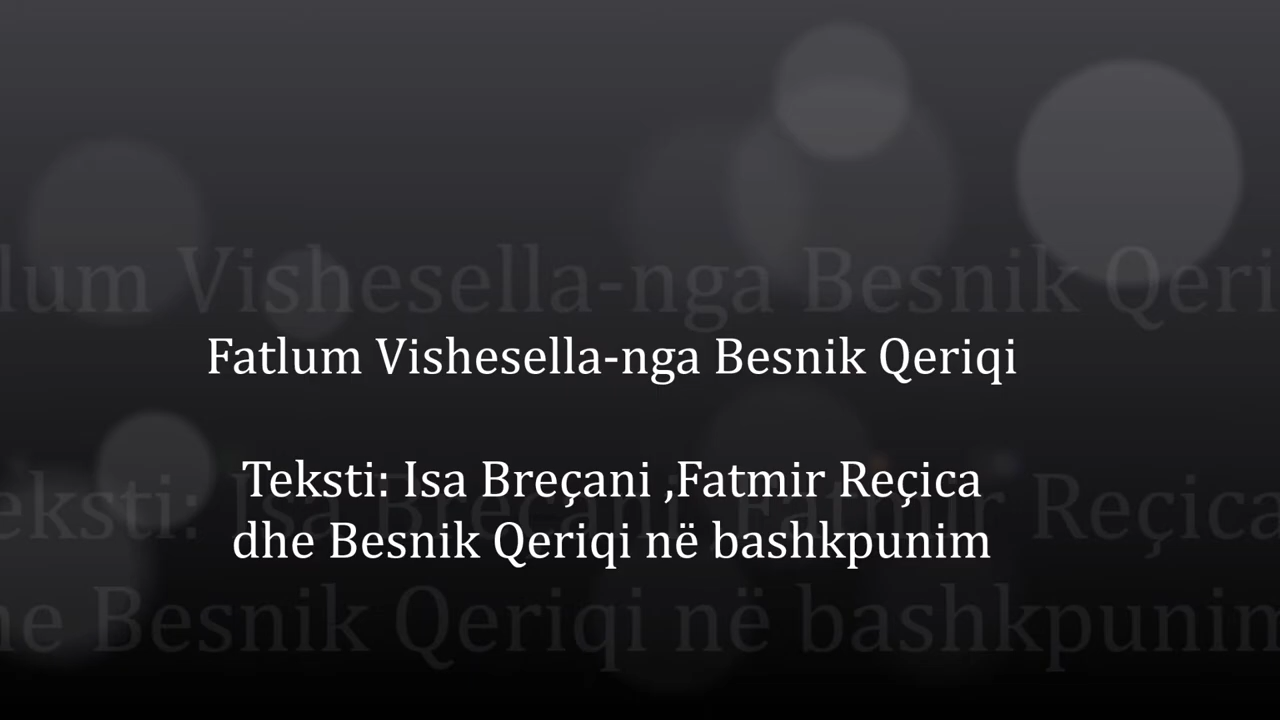 Fatlum Vishesella-nga Besnik Qeriqi
Teksti: Isa Breçani ,Fatmir Reçica
dhe Besnik Qeriqi në bashkpunim